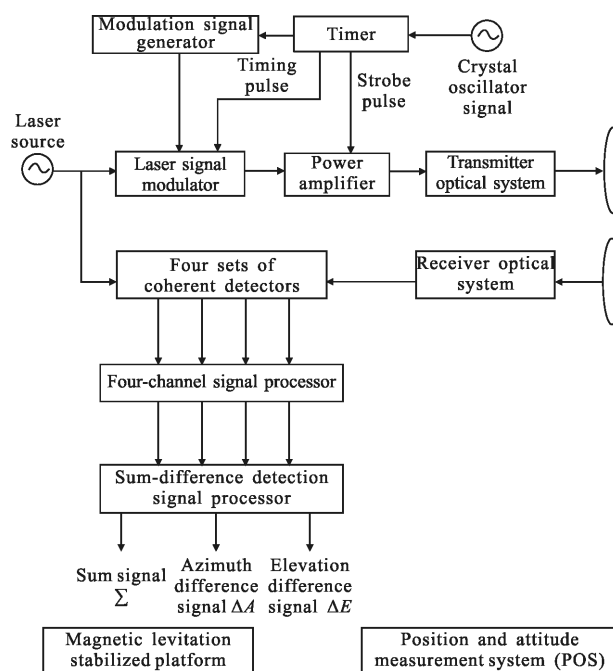 Modulation signal
generator
Timer
Timing
pulse
Strobe
pulse
Crystal
oscillator
signal
Laser
source
Laser signal
modulator
Power
amplifier
Transmitter
optical system
Four sets of
coherent detectors
Receiver optical
system
Four-channel signal processor
Sum-difference detection
signal processor
Sum signal
∑
Azimuth
difference
signal ΔA
Elevation
difference
signal ΔE
Magnetic levitation
stabilized platform
Position and attitude
measurement system (POS)